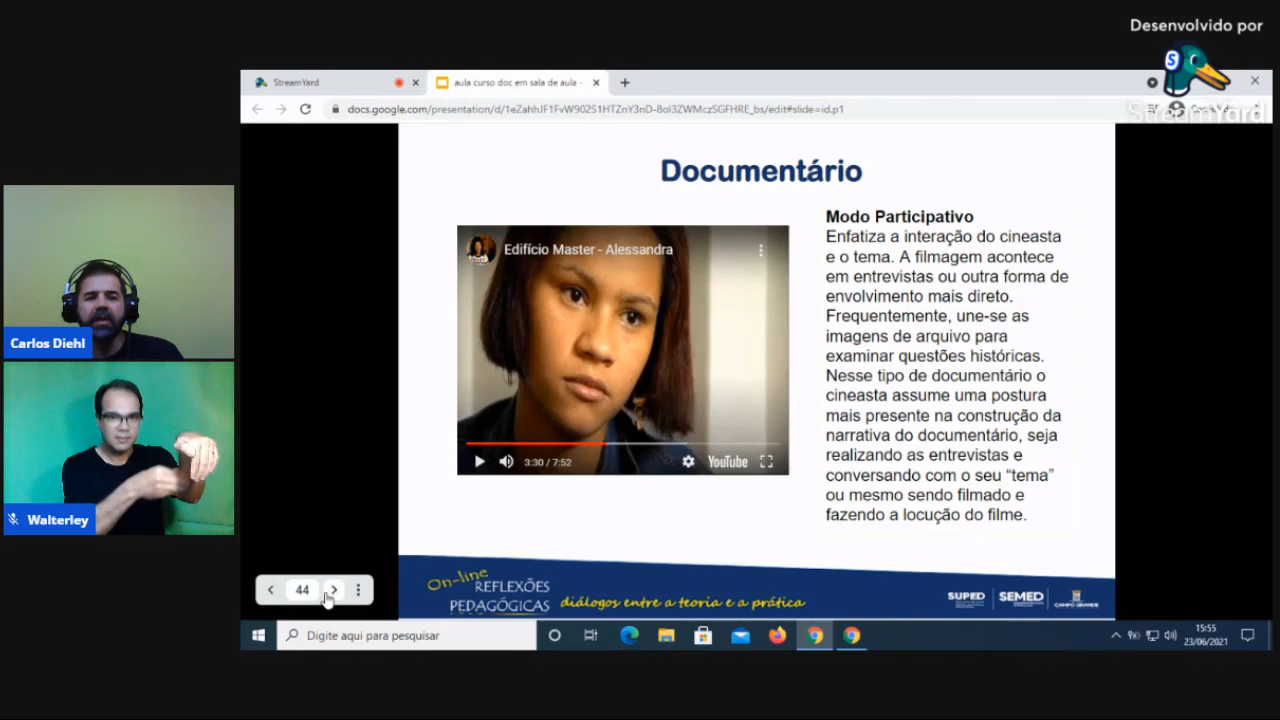 Desenvolvido por
StreamYard
StreamYard
aula curso doc em sala de aula -
docs.google.com/presentation/d/1eZahhJF1FvW902S1HTZnY3nD-8ol3ZWMczSGFHRE_bs/edit#slide=id.p1
Documentário
Edifício Master - Alessandra
3:30 / 7:52
YouTube
Modo Participativo
Enfatiza a interação do cineasta
e o tema. A filmagem acontece
em entrevistas ou outra forma de
envolvimento mais direto.
Frequentemente, une-se as
imagens de arquivo para
examinar questões históricas.
Nesse tipo de documentário o
cineasta assume uma postura
mais presente na construção da
narrativa do documentário, seja
realizando as entrevistas e
conversando com o seu “tema”
ou mesmo sendo filmado e
fazendo a locução do filme.
Carlos Diehl
Walterley
44
On-line
REFLEXÕES
PEDAGÓGICAS
diálogos entre a teoria e a prática
SUPED
SEMED
CAMPO GRANDE
Digite aqui para pesquisar
15:55
23/06/2021